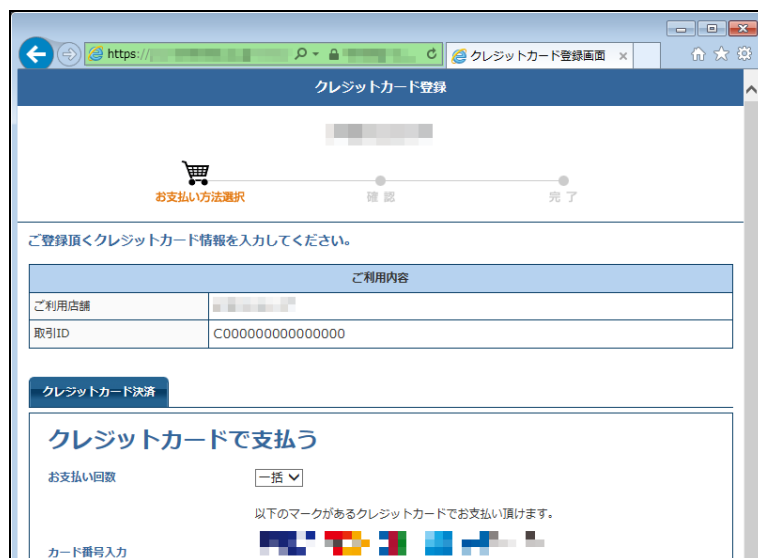 https://
クレジットカード登録画面
クレジットカード登録
お支払い方法選択
確認
完了
ご登録頂くクレジットカード情報を入力してください。
ご利用内容
ご利用店舗
取引ID
C000000000000000
クレジットカード決済
クレジットカードで支払う
お支払い回数
一括
以下のマークがあるクレジットカードでお支払い頂けます。
カード番号入力